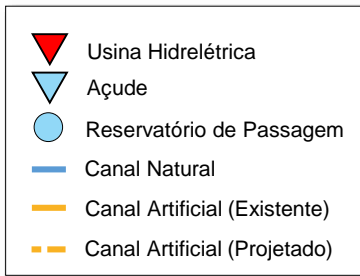 Usina Hidrelétrica
Açude
Reservatório de Passagem
Canal Natural
Canal Artificial (Existente)
Canal Artificial (Projetado)